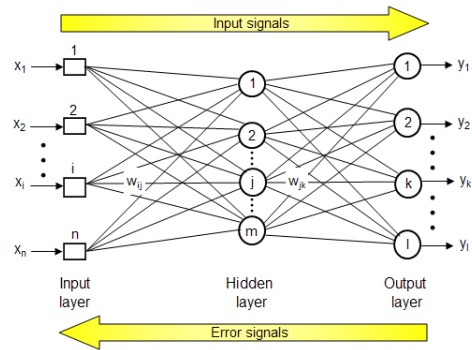 Input signals
x1 1 1 y1
1
x2 2 2 y2
2
xi i wij j wjk k yk
m
xn n l yl
Input layer
Hidden layer
Output layer
Error signals